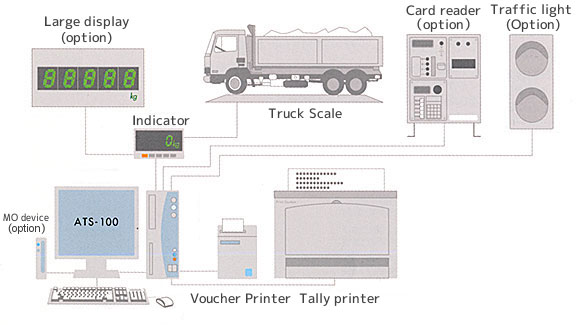 Large display
(option)
Card reader
(option)
Traffic light
(Option)
88888
kg
Truck Scale
Indicator
0kg
MO device
(option)
ATS-100
Voucher Printer
Tally printer